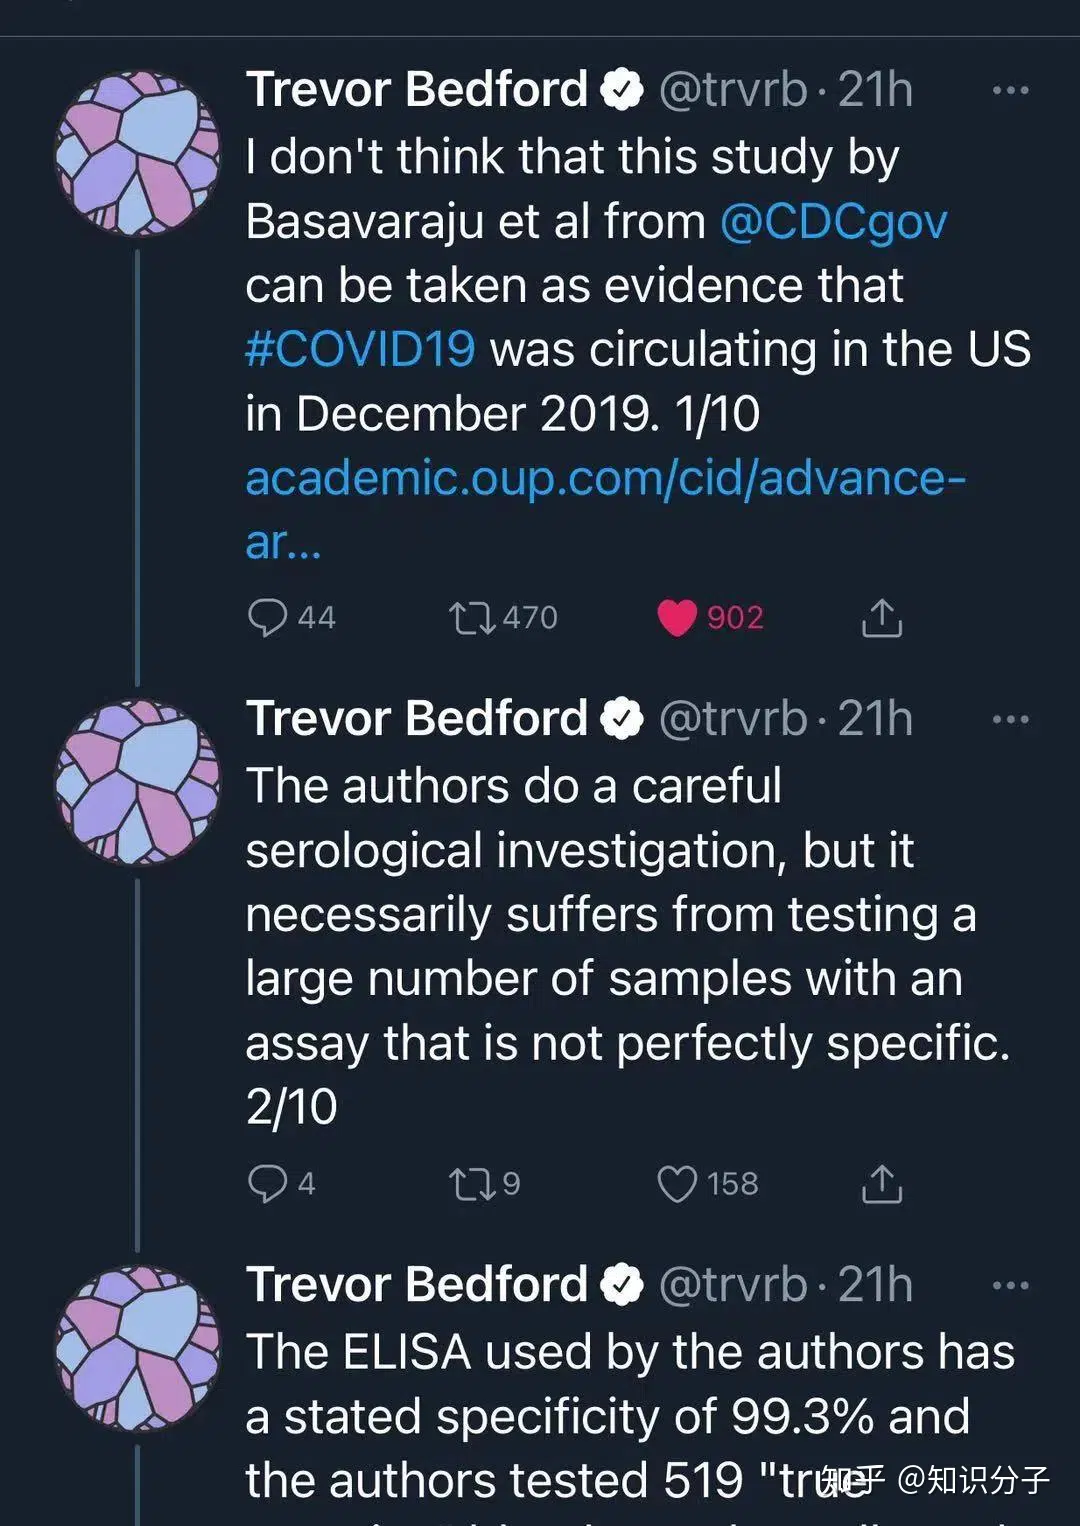 Trevor Bedford @trvrb · 21h
I don't think that this study by
Basavaraju et al from @CDCgov
can be taken as evidence that
#COVID19 was circulating in the US
in December 2019. 1/10
academic.oup.com/cid/advance-
ar...
44 470 902
Trevor Bedford @trvrb · 21h
The authors do a careful
serological investigation, but it
necessarily suffers from testing a
large number of samples with an
assay that is not perfectly specific.
2/10
4 9 158
Trevor Bedford @trvrb · 21h
The ELISA used by the authors has
a stated specificity of 99.3% and
the authors tested 519 "true
知乎 @知识分子